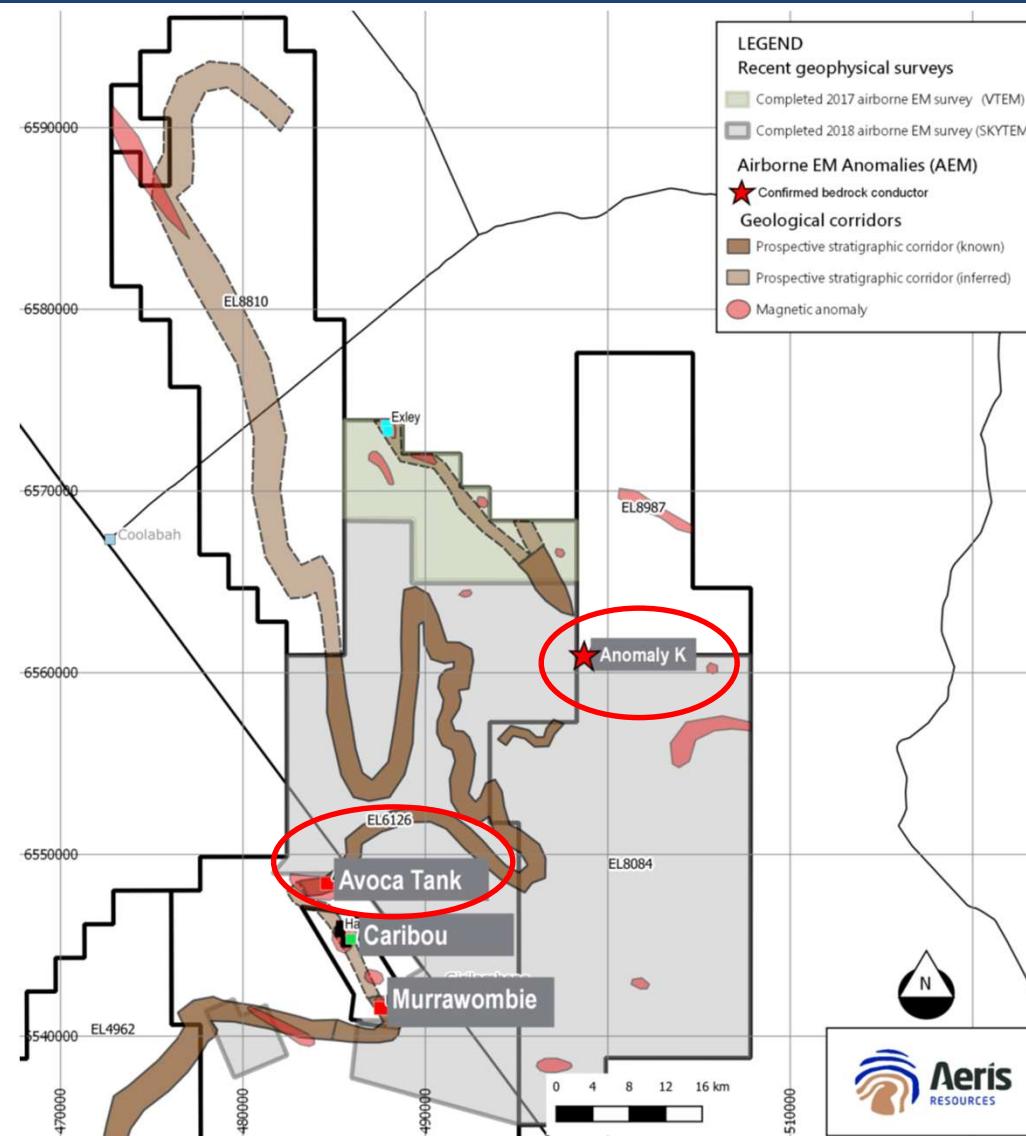 LEGEND
Recent geophysical surveys
Completed 2017 airborne EM survey (VTEM)
Completed 2018 airborne EM survey (SKYTEM
Airborne EM Anomalies (AEM)
Confirmed bedrock conductor
Geological corridors
Prospective stratigraphic corridor (known)
Prospective stratigraphic corridor (inferred)
Magnetic anomaly
6590000
EL8810
6580000
Exley
6570000
EL8987
Coolabah
6560000
Anomaly K
EL6126
6550000
EL8084
Avoca Tank
Ha
Caribou
Murrawombie
N
EL4962
6540000
0 4 8 12 16 km
470000
480000
490000
510000
Aeris
RESOURCES